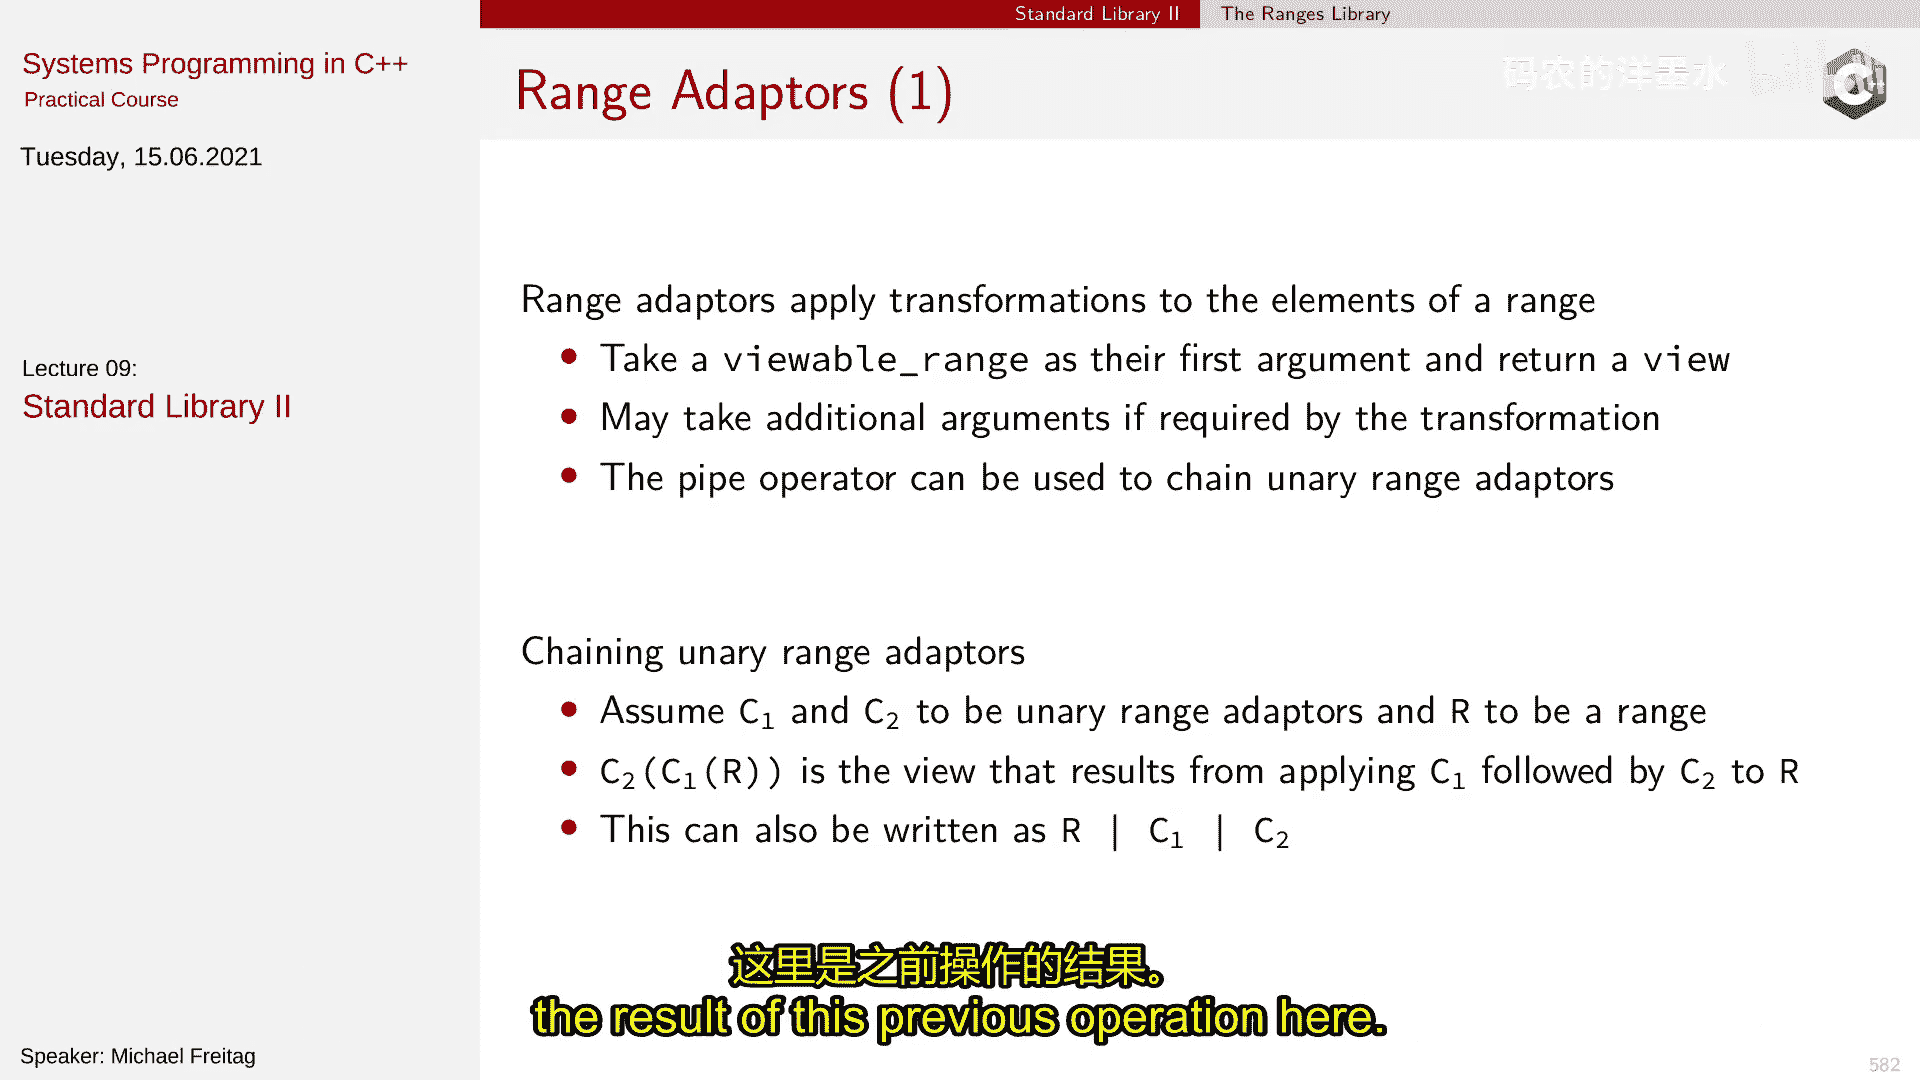 Standard Library II The Ranges Library
Systems Programming in C++
Practical Course
Tuesday, 15.06.2021
Lecture 09:
Standard Library II
Speaker: Michael Freitag
Range Adaptors (1)
码农的洋墨水
Range adaptors apply transformations to the elements of a range
• Take a viewable_range as their first argument and return a view
• May take additional arguments if required by the transformation
• The pipe operator can be used to chain unary range adaptors
Chaining unary range adaptors
• Assume C₁ and C₂ to be unary range adaptors and R to be a range
• C₂(C₁(R)) is the view that results from applying C₁ followed by C₂ to R
• This can also be written as R | C₁ | C₂
这里是之前操作的结果。
the result of this previous operation here.
582